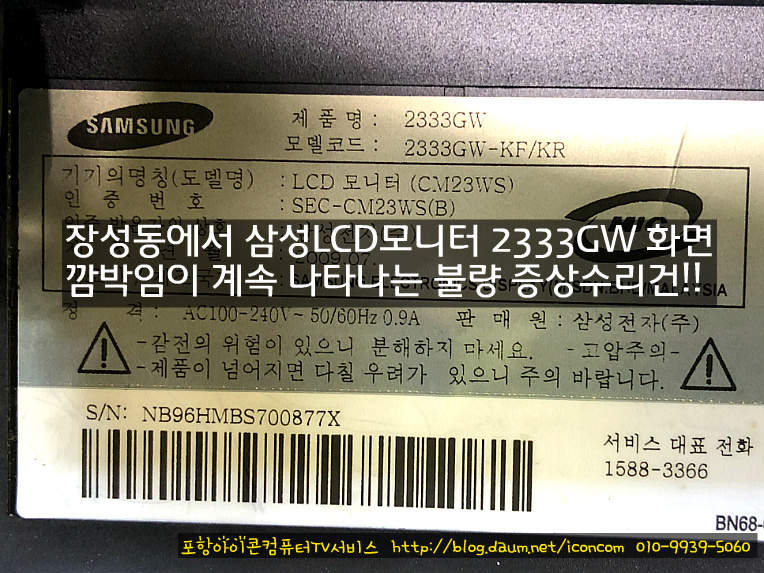 SAMSUNG
제 품 명 : 2333GW
모델코드 : 2333GW-KF/KR
기기의명칭(모델명) : LCD 모니터 (CM23WS)
인 증 번 호 : SEC-CM23WS(B)
MIC
장성동에서 삼성LCD모니터 2333GW 화면
2009.07.
깜박임이 계속 나타나는 불량 증상수리건!!
정 격 : AC100-240V~ 50/60Hz 0.9A 판 매 원 : 삼성전자(주)
-감전의 위험이 있으니 분해하지 마세요. -고압주의-
-제품이 넘어지면 다칠 우려가 있으니 주의 바랍니다.
S/N: NB96HMBS700877X
서비스 대표 전화
1588-3366
BN68-
포항아이콘컴퓨터TV서비스 http://blog.daum.net/iconcom 010-9939-5060